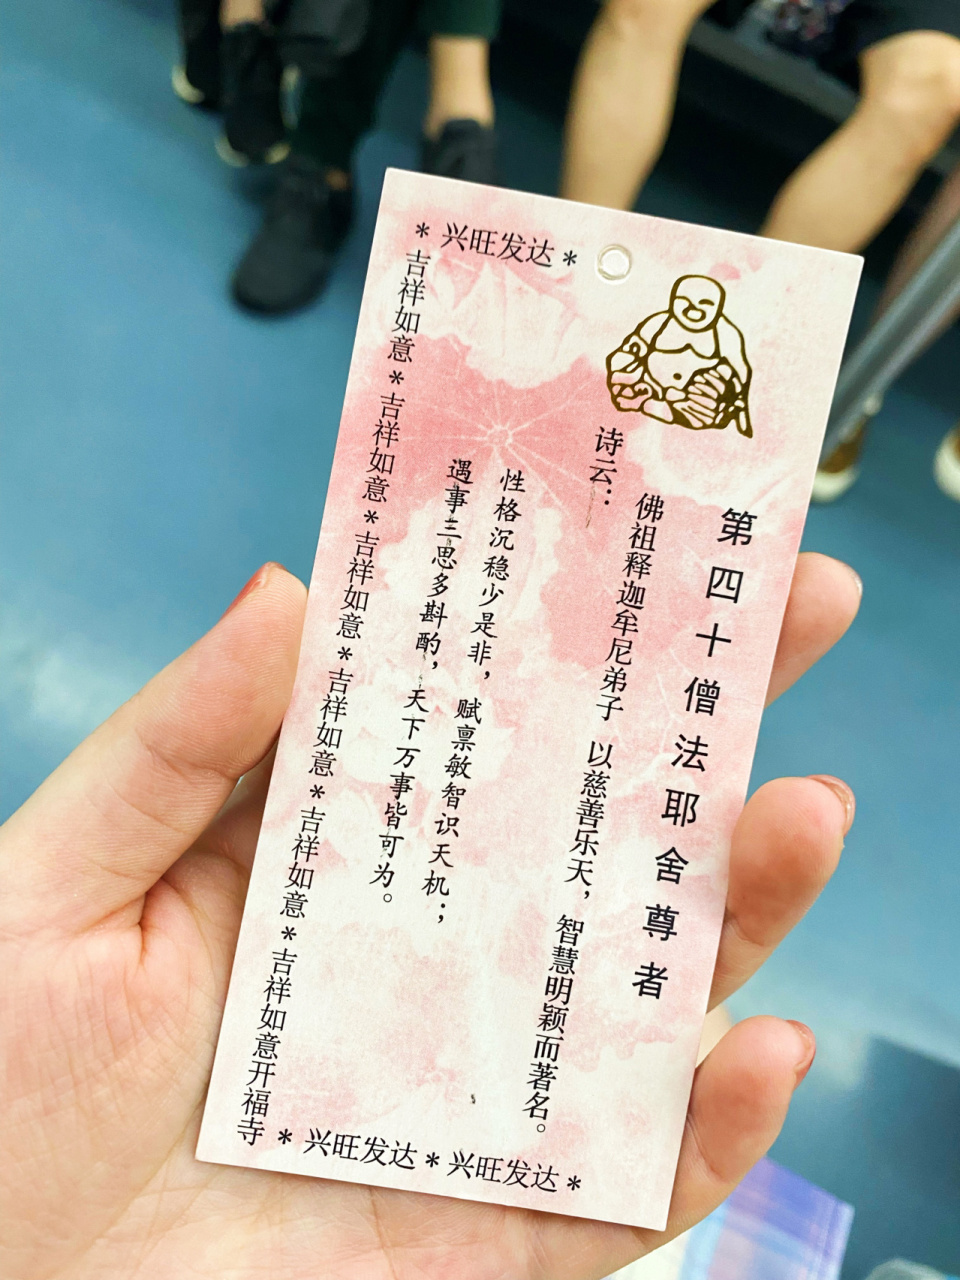 * 兴旺发达 *
第四十僧法耶舍尊者
佛祖释迦牟尼弟子 以慈善乐天，智慧明颖而著名。
诗云：
性格沉稳少是非，赋禀敏智识天机；
遇事三思多斟酌，天下万事皆可为。
吉祥如意*吉祥如意*吉祥如意*吉祥如意*吉祥如意*吉祥如意开福寺
* 兴旺发达 * 兴旺发达 *